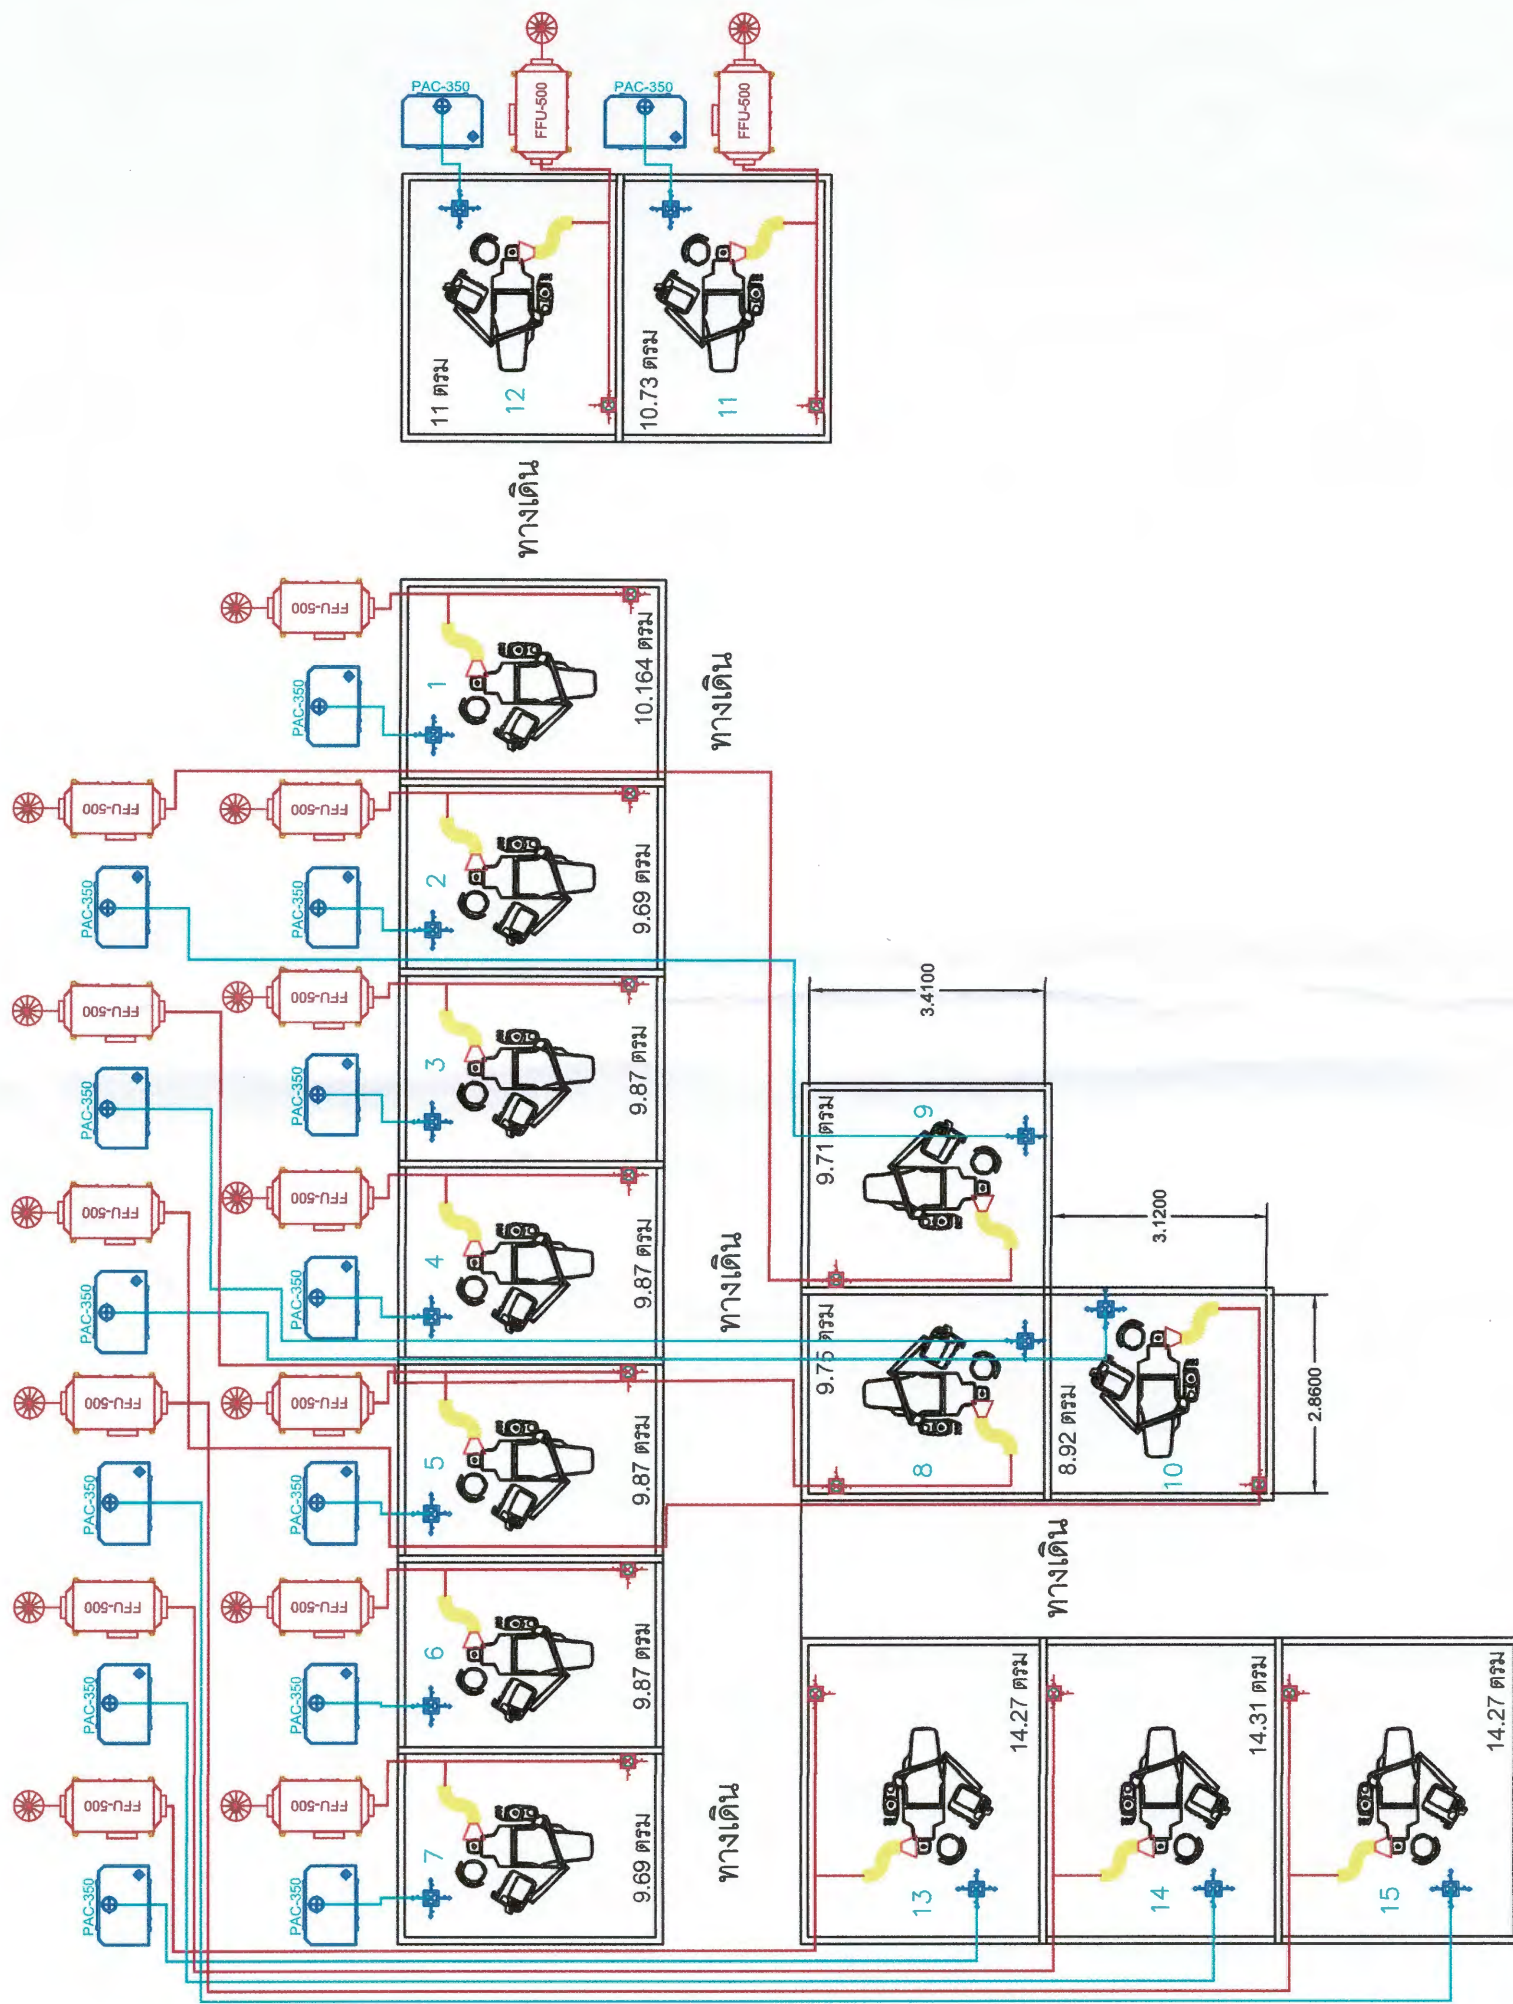 PAC-350
FFU-500
PAC-350
FFU-500
PAC-350
FFU-500
PAC-350
FFU-500
PAC-350
FFU-500
PAC-350
FFU-500
PAC-350
FFU-500
PAC-350
FFU-500
PAC-350
FFU-500
PAC-350
FFU-500
PAC-350
FFU-500
PAC-350
FFU-500
PAC-350
FFU-500
7
6
5
4
3
2
1
9.69 ตรม
9.87 ตรม
9.87 ตรม
9.87 ตรม
9.87 ตรม
9.69 ตรม
10.164 ตรม
PAC-350
11 ตรม
12
FFU-500
ทางเดิน
PAC-350
10.73 ตรม
11
FFU-500
ทางเดิน
ทางเดิน
ทางเดิน
9.75 ตรม
9.71 ตรม
8
9
3.4100
13
14.27 ตรม
ทางเดิน
8.92 ตรม
10
3.1200
14
14.31 ตรม
2.8600
15
14.27 ตรม